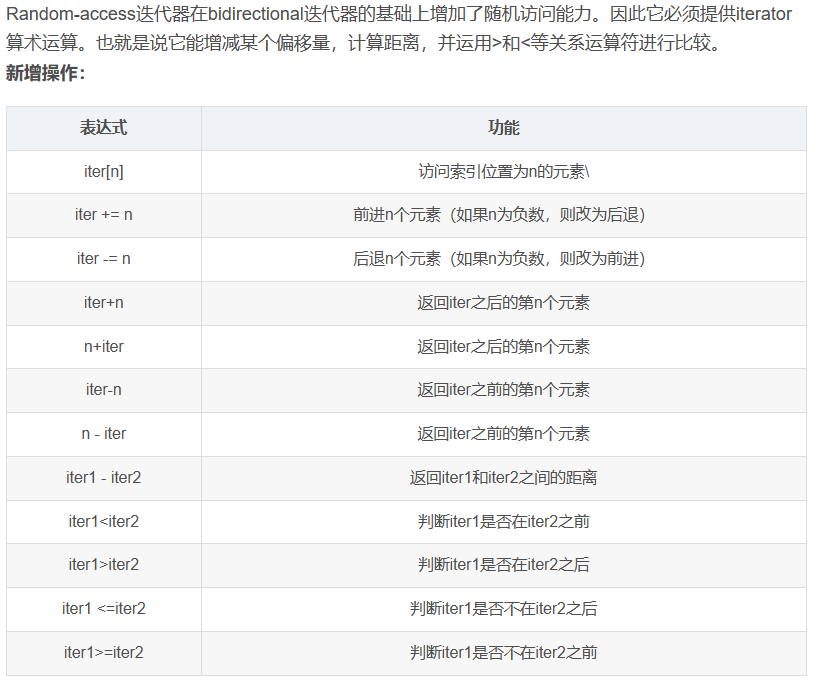 Random-access迭代器在bidirectional迭代器的基础上增加了随机访问能力。因此它必须提供iterator
算术运算。也就是说它能增减某个偏移量，计算距离，并运用>和<等关系运算符进行比较。
新增操作：
表达式 功能
iter[n] 访问索引位置为n的元素\
iter += n 前进n个元素（如果n为负数，则改为后退）
iter -= n 后退n个元素（如果n为负数，则改为前进）
iter+n 返回iter之后的第n个元素
n+iter 返回iter之后的第n个元素
iter-n 返回iter之前的第n个元素
n - iter 返回iter之前的第n个元素
iter1 - iter2 返回iter1和iter2之间的距离
iter1<iter2 判断iter1是否在iter2之前
iter1>iter2 判断iter1是否在iter2之后
iter1 <=iter2 判断iter1是否不在iter2之后
iter1>=iter2 判断iter1是否不在iter2之前